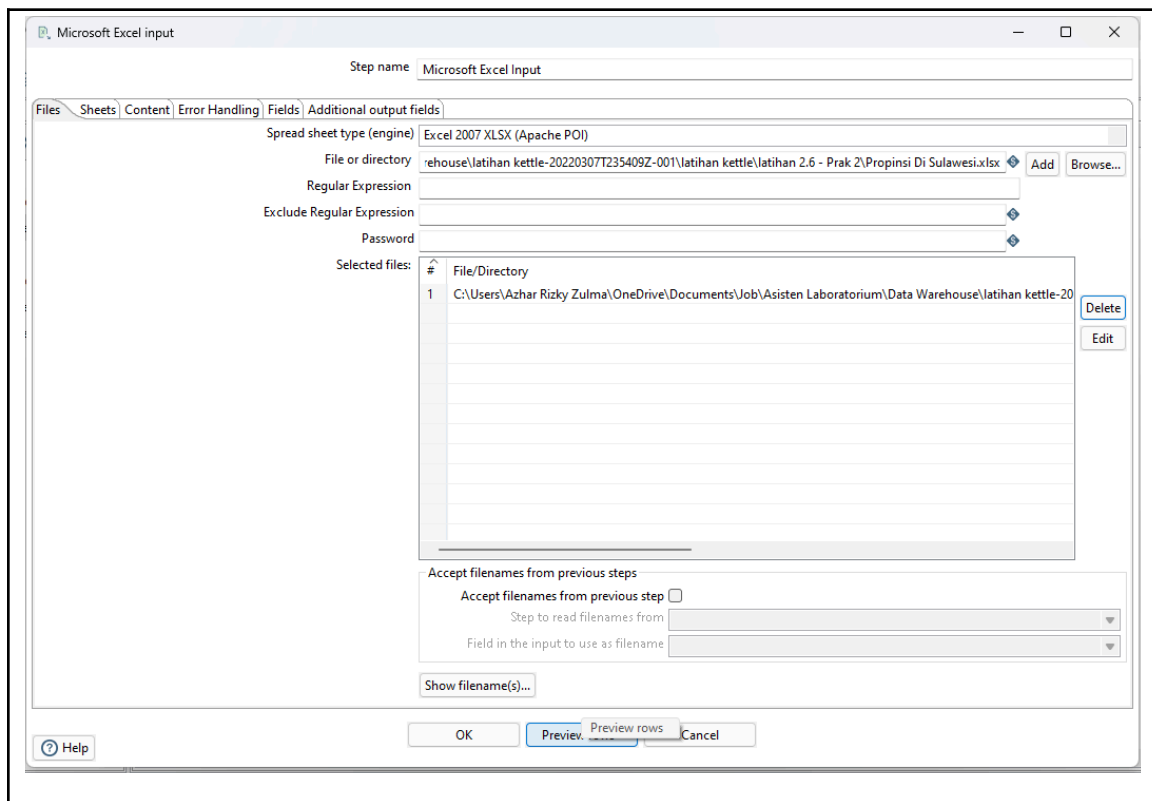 Microsoft Excel input
Step name Microsoft Excel Input
Files Sheets Content Error Handling Fields Additional output fields
Spread sheet type (engine) Excel 2007 XLSX (Apache POI)
File or directory rehouse\latihan kettle-20220307T235409Z-001\latihan kettle\latihan 2.6 - Prak 2\Propinsi Di Sulawesi.xlsx Add Browse...
Regular Expression
Exclude Regular Expression
Password
Selected files: # File/Directory
1 C:\Users\Azhar Rizky Zulma\OneDrive\Documents\Job\Asisten Laboratorium\Data Warehouse\latihan kettle-20
Delete
Edit
Accept filenames from previous steps
Accept filenames from previous step
Step to read filenames from
Field in the input to use as filename
Show filename(s)...
OK Preview Preview rows Cancel
Help